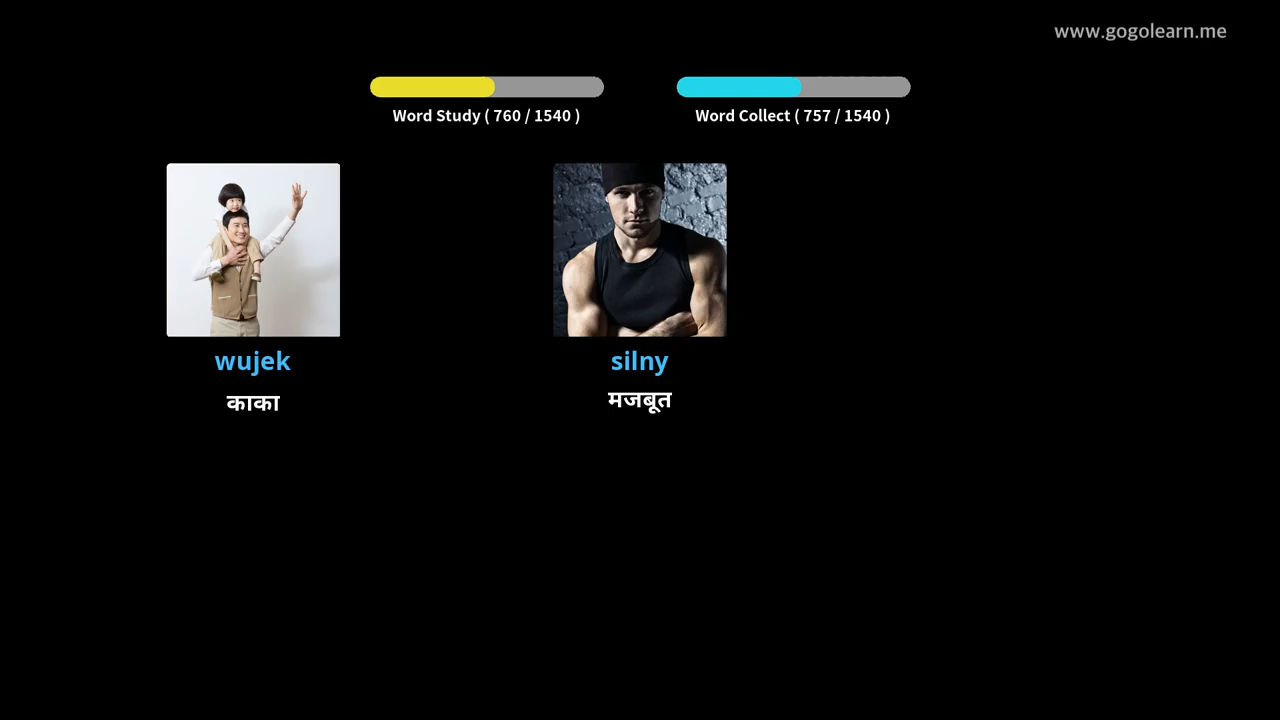 www.gogolearn.me
Word Study ( 760 / 1540 )
Word Collect ( 757 / 1540 )
wujek
काका
silny
मजबूत